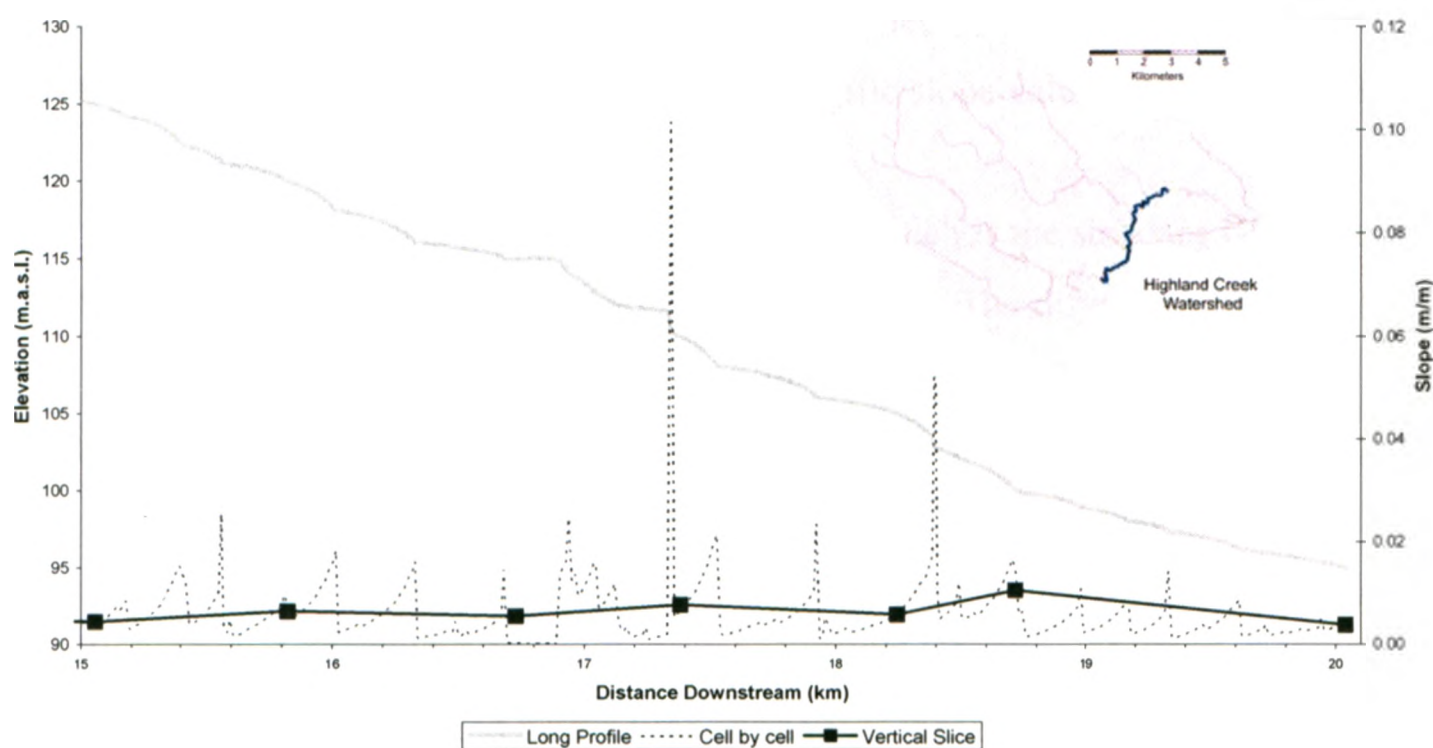 130
125
120
115
110
105
100
95
90
Elevation (m.a.s.l.)
0.12
0.10
0.08
0.06
0.04
0.02
0.00
Slope (m/m)
0 1 2 3 4 5
Kilometers
Highland Creek
Watershed
15 16 17 18 19 20
Distance Downstream (km)
Long Profile Cell by cell Vertical Slice